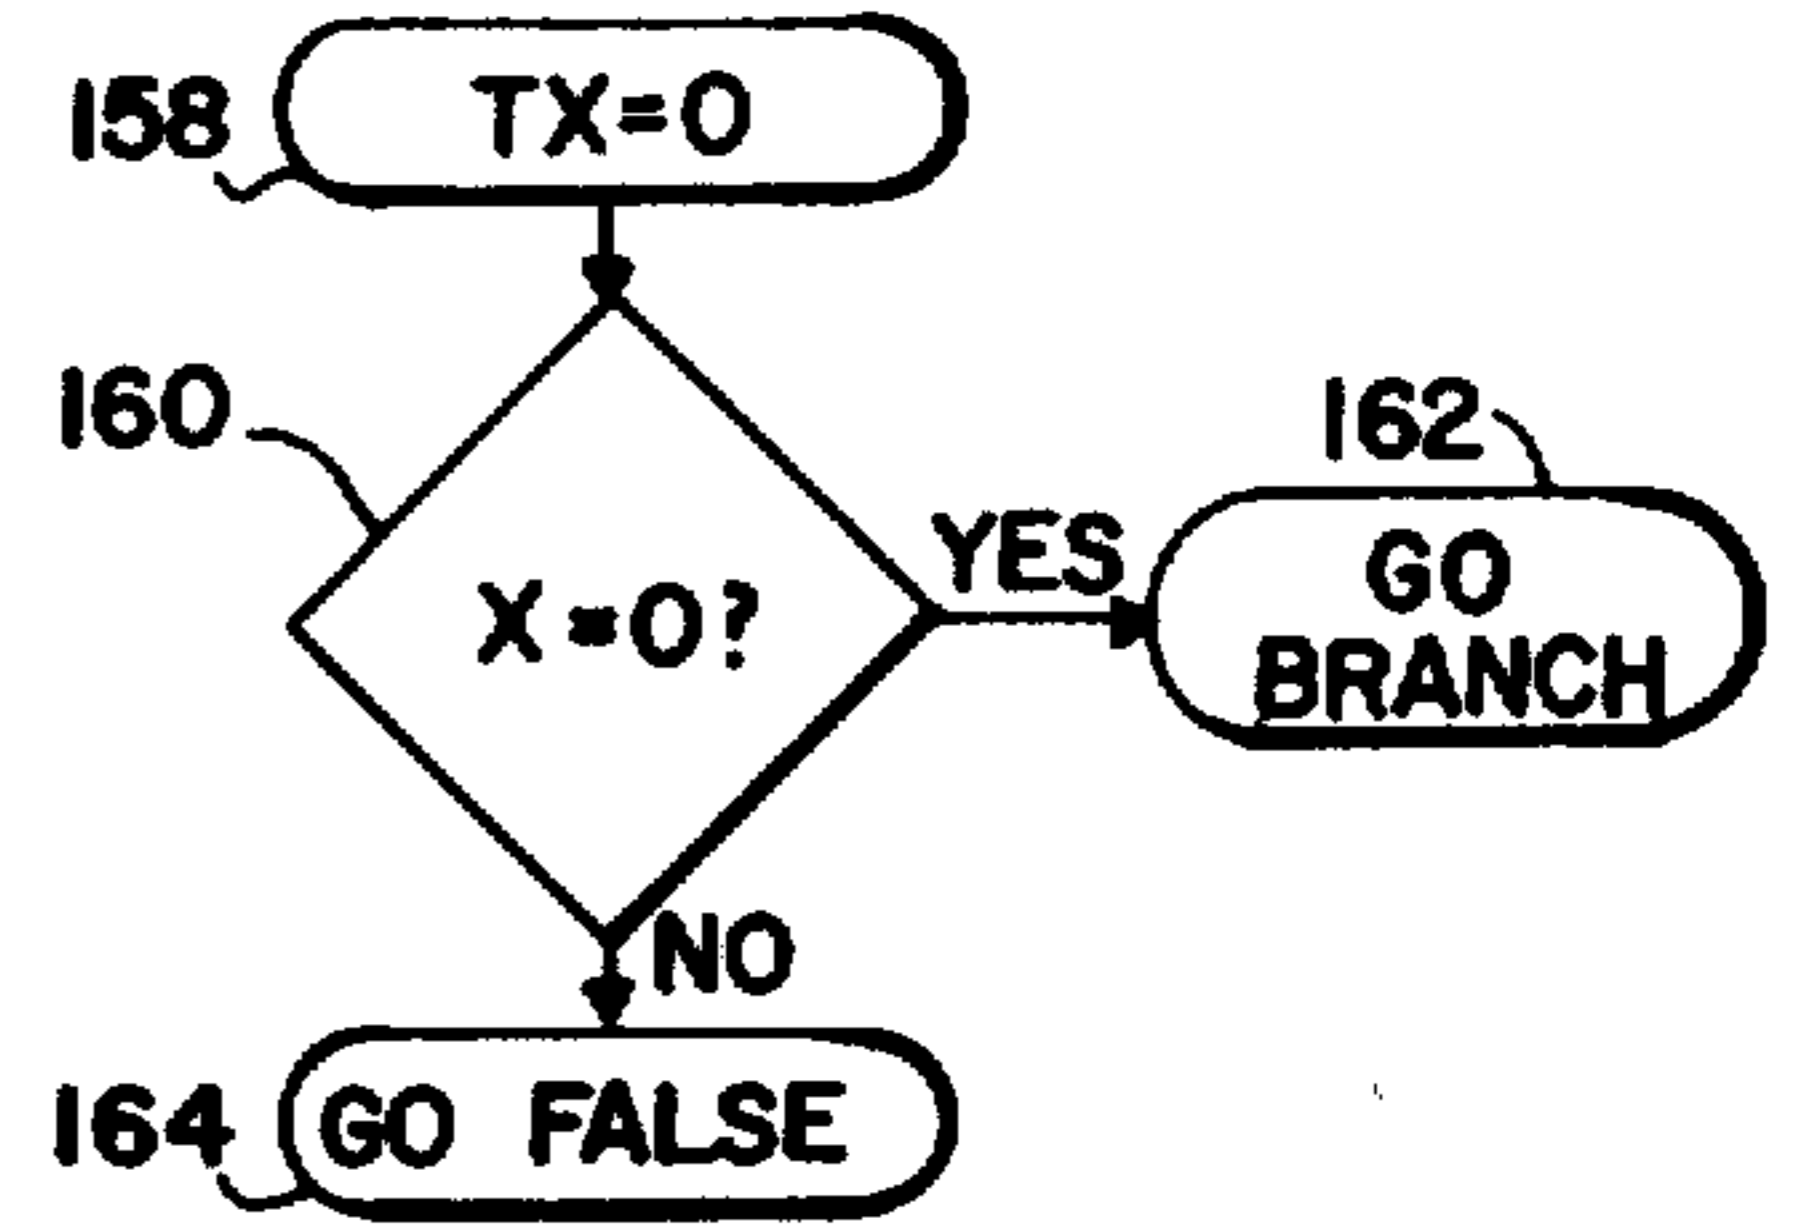 158
TX=0
160
X=0?
YES
162
GO
BRANCH
NO
164
GO FALSE